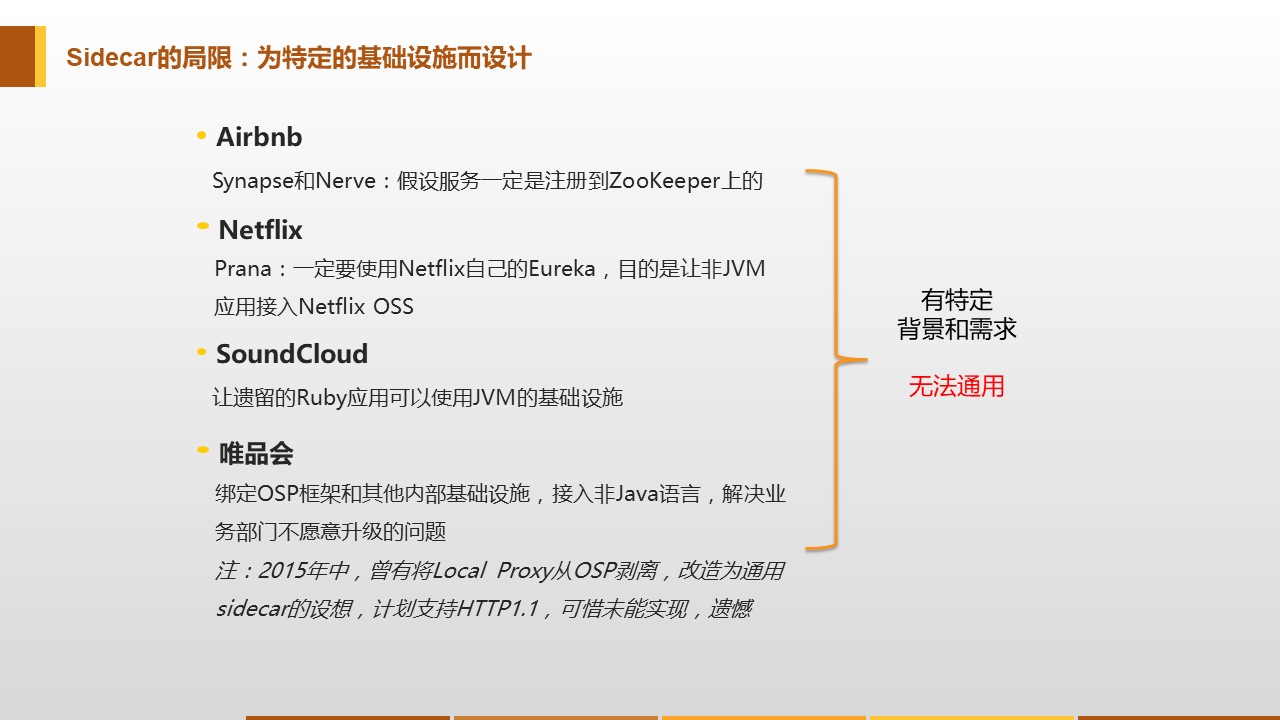 Sidecar的局限：为特定的基础设施而设计
Airbnb
Synapse和Nerve：假设服务一定是注册到ZooKeeper上的
Netflix
Prana：一定要使用Netflix自己的Eureka，目的是让非JVM
应用接入Netflix OSS
SoundCloud
让遗留的Ruby应用可以使用JVM的基础设施
唯品会
绑定OSP框架和其他内部基础设施，接入非Java语言，解决业
务部门不愿意升级的问题
注：2015年中，曾有将Local Proxy从OSP剥离，改造为通用
sidecar的设想，计划支持HTTP1.1，可惜未能实现，遗憾
有特定
背景和需求
无法通用